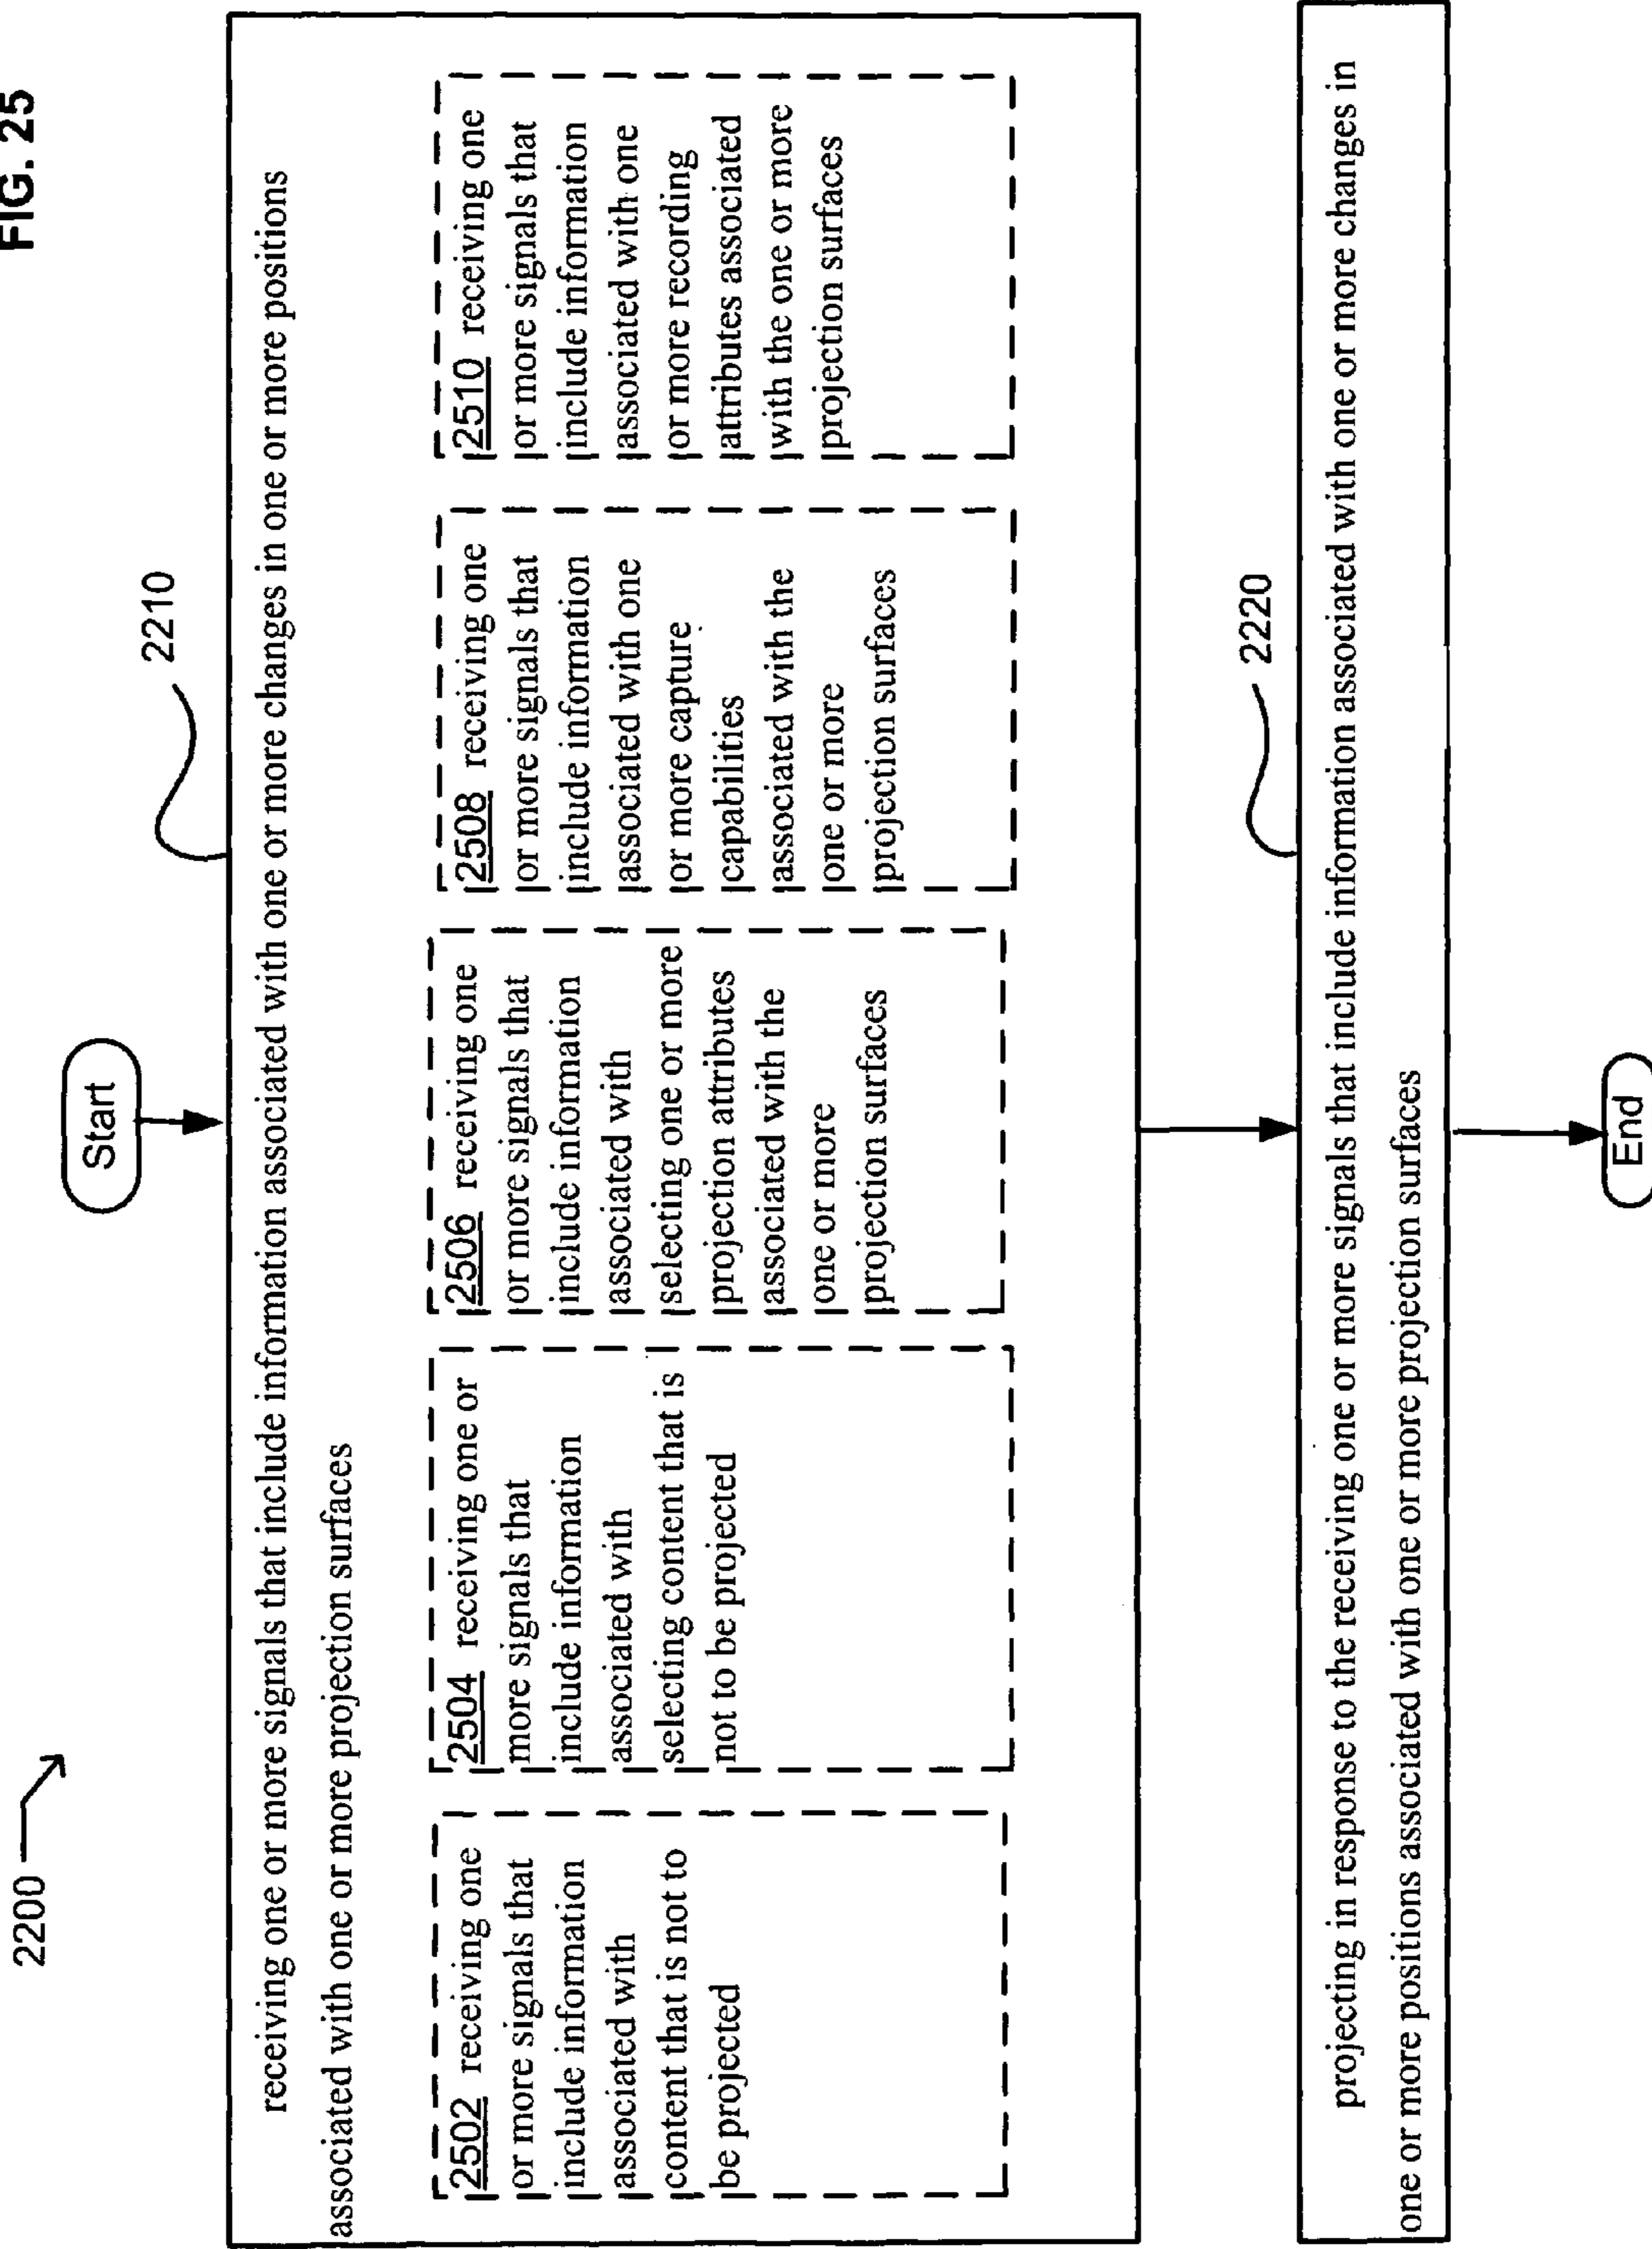 FIG. 25
2200
Start
2210
receiving one or more signals that include information associated with one or more changes in one or more positions
associated with one or more projection surfaces
2502 receiving one
or more signals that
include information
associated with
content that is not to
be projected
2504 receiving one or
more signals that
include information
associated with
selecting content that is
not to be projected
2506 receiving one
or more signals that
include information
associated with
selecting one or more
projection attributes
associated with the
one or more
projection surfaces
2508 receiving one
or more signals that
include information
associated with one
or more capture
capabilities
associated with the
one or more
projection surfaces
2510 receiving one
or more signals that
include information
associated with one
or more recording
attributes associated
with the one or more
projection surfaces
2220
projecting in response to the receiving one or more signals that include information associated with one or more changes in
one or more positions associated with one or more projection surfaces
End